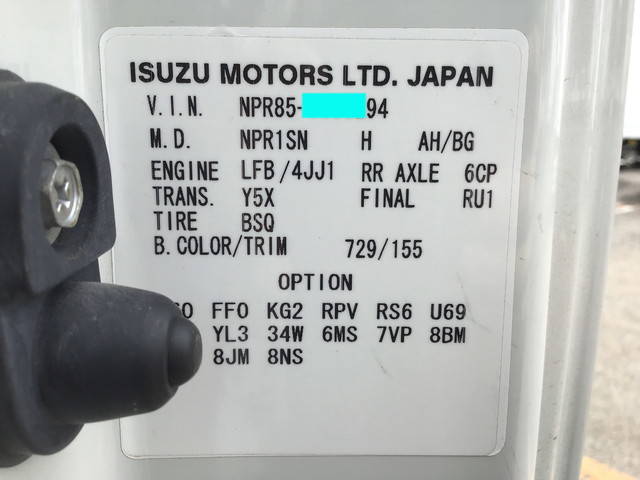 ISUZU MOTORS LTD. JAPAN
V.I.N. NPR85- 94
M.D. NPR1SN H AH/BG
ENGINE LFB/4JJ1 RR AXLE 6CP
TRANS. Y5X FINAL RU1
TIRE BSQ
B.COLOR/TRIM 729/155
OPTION
FF0 KG2 RPV RS6 U69
YL3 34W 6MS 7VP 8BM
8JM 8NS